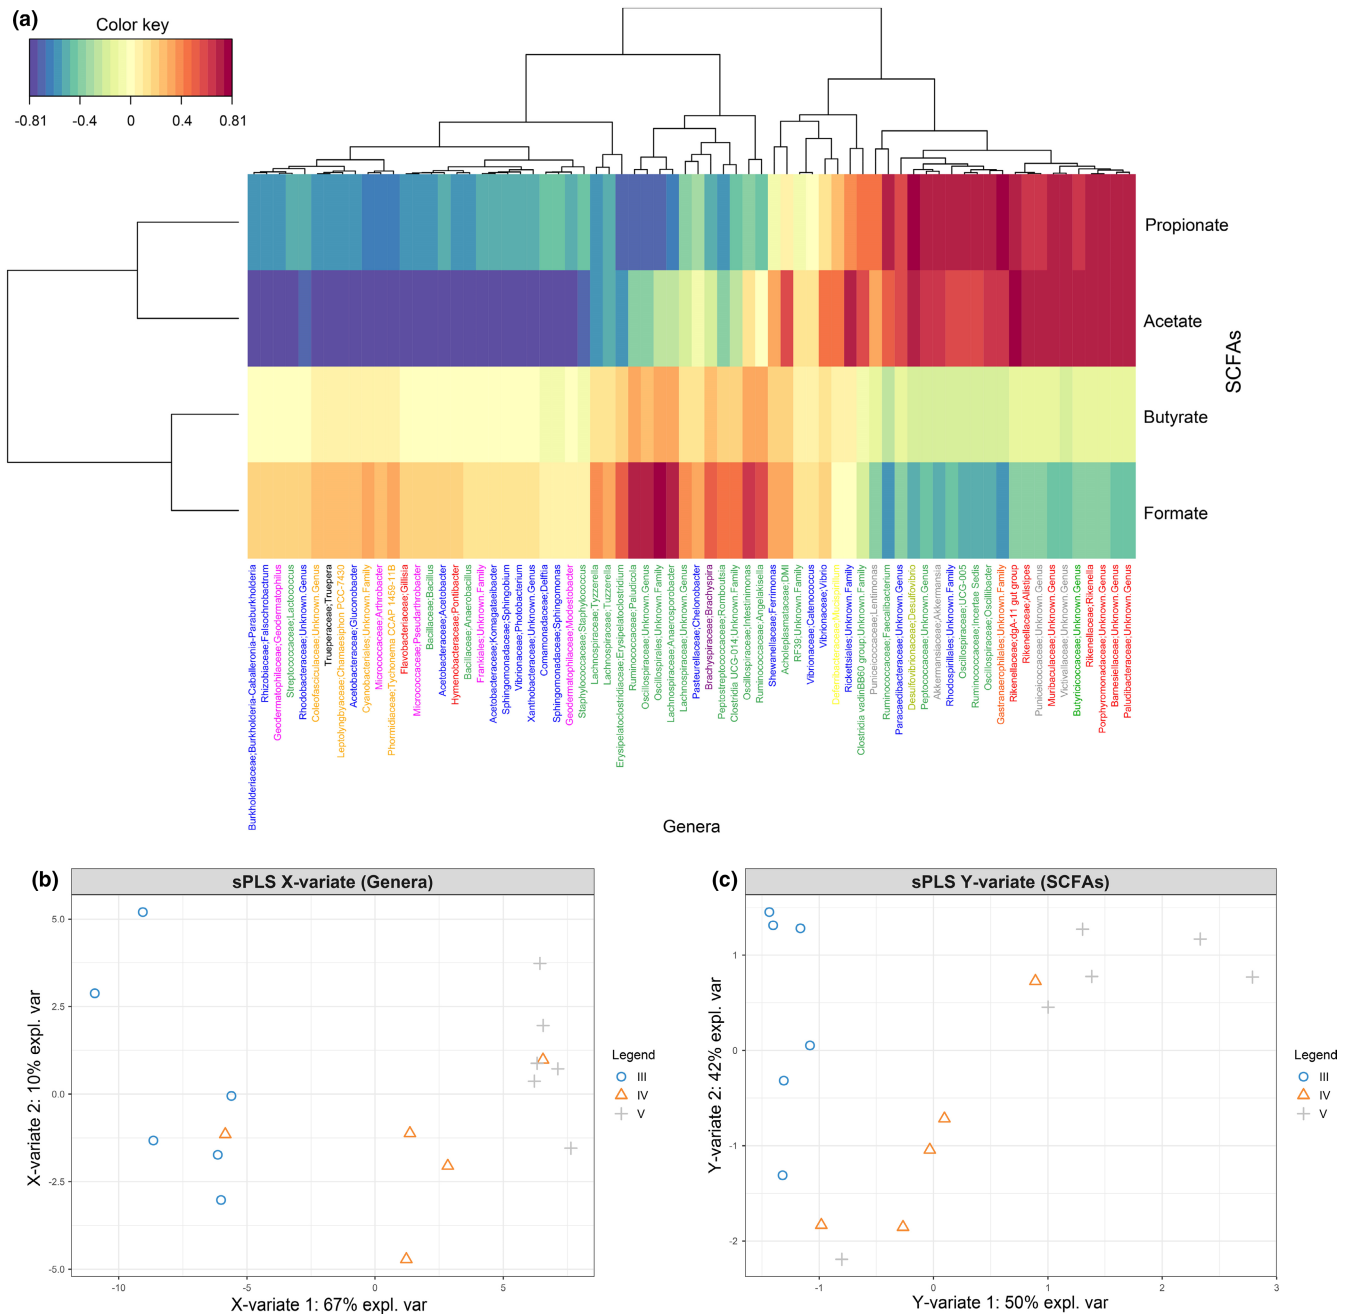 (a)
Color key
-0.81 -0.4 0 0.4 0.81
Propionate
Acetate
Butyrate
Formate
SCFAs
Burkholderiaceae;Burkholderia-Caballeronia-Paraburkholderia
Rhizobiaceae;Falsochrobactrum
Geodermatophilaceae;Geodermatophilus
Streptococcaceae;Lactococcus
Rhodobacteraceae;Unknown.Genus
Coleofasciculaceae;Unknown.Genus
Leptolyngbyaceae;Chamaesiphon PCC-7430
Trueperaceae;Truepera
Acetobacteraceae;Gluconobacter
Cyanobacteriales;Unknown.Family
Micrococcaceae;Arthrobacter
Phormidiaceae;Tychonema CCAP 1459-11B
Flavobacteriaceae;Gillisia
Micrococcaceae;Pseudarthrobacter
Bacillaceae;Bacillus
Acetobacteraceae;Acetobacter
Hymenobacteraceae;Pontibacter
Bacillaceae;Anaerobacillus
Frankiales;Unknown.Family
Acetobacteraceae;Komagataeibacter
Sphingomonadaceae;Sphingobium
Vibrionaceae;Photobacterium
Xanthobacteraceae;Unknown.Genus
Comamonadaceae;Delftia
Sphingomonadaceae;Sphingomonas
Geodermatophilaceae;Modestobacter
Staphylococcaceae;Staphylococcus
Lachnospiraceae;Tyzzerella
Lachnospiraceae;Tuzzerella
Erysipelatoclostridiaceae;Erysipelatoclostridium
Ruminococcaceae;Paludicola
Oscillospiraceae;Unknown.Genus
Oscillospirales;Unknown.Family
Lachnospiraceae;Anaerosporobacter
Lachnospiraceae;Unknown.Genus
Pasteurellaceae;Chelonobacter
Brachyspiraceae;Brachyspira
Peptostreptococcaceae;Romboutsia
Clostridia UCG-014;Unknown.Family
Oscillospiraceae;Intestinimonas
Ruminococcaceae;Angelakisella
Shewanellaceae;Ferrimonas
Acholeplasmataceae;DMI
RF39;Unknown.Family
Vibrionaceae;Catenococcus
Vibrionaceae;Vibrio
Deferribacteraceae;Mucispirillum
Rickettsiales;Unknown.Family
Clostridia vadinBB60 group;Unknown.Family
Puniceicoccaceae;Lentimonas
Ruminococcaceae;Faecalibacterium
Paracaedibacteraceae;Unknown.Genus
Desulfovibrionaceae;Desulfovibrio
Peptococcaceae;Unknown.Genus
Akkermansiaceae;Akkermansia
Rhodospirillales;Unknown.Family
Oscillospiraceae;UCG-005
Ruminococcaceae;Incertae Sedis
Oscillospiraceae;Oscillibacter
Gastranaerophilales;Unknown.Family
Rikenellaceae;dgA-11 gut group
Rikenellaceae;Alistipes
Puniceicoccaceae;Unknown.Genus
Muribaculaceae;Unknown.Genus
Victivallaceae;Unknown.Genus
Butyricicoccaceae;Unknown.Genus
Rikenellaceae;Rikenella
Porphyromonadaceae;Unknown.Genus
Barnesiellaceae;Unknown.Genus
Paludibacteraceae;Unknown.Genus
Genera
(b)
sPLS X-variate (Genera)
X-variate 2: 10% expl. var
5.0
2.5
0.0
-2.5
-5.0
-10 -5 0 5
X-variate 1: 67% expl. var
Legend
III
IV
V
(c)
sPLS Y-variate (SCFAs)
Y-variate 2: 42% expl. var
1
0
-1
-2
-1 0 1 2 3
Y-variate 1: 50% expl. var
Legend
III
IV
V